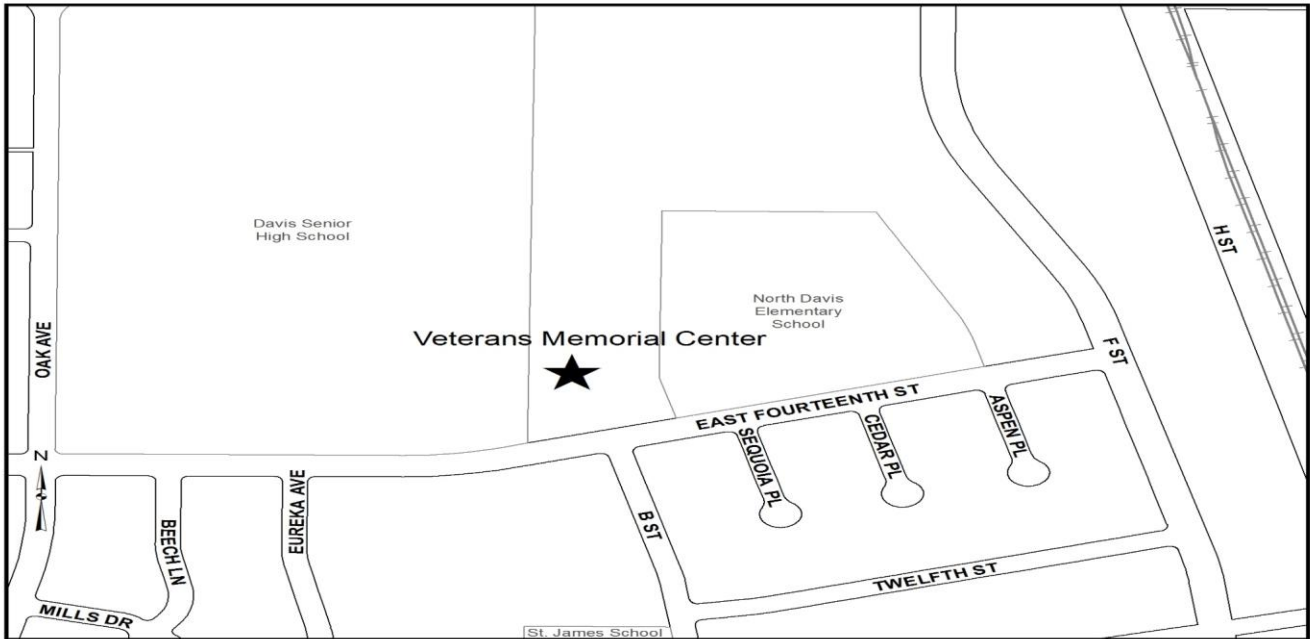 Davis Senior
High School
H ST
North Davis
Elementary
School
Veterans Memorial Center
OAK AVE
F ST
EAST FOURTEENTH ST
ASPEN PL
CEDAR PL
SEQUOIA PL
N
EUREKA AVE
BEECH LN
B ST
TWELFTH ST
MILLS DR
St. James School